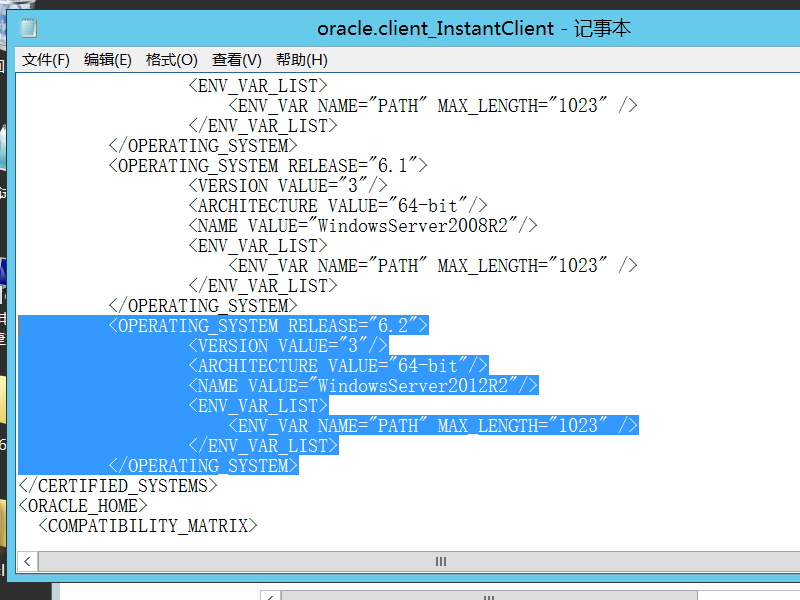 oracle.client_InstantClient - 记事本
文件(F) 编辑(E) 格式(O) 查看(V) 帮助(H)
<ENV_VAR_LIST>
<ENV_VAR NAME="PATH" MAX_LENGTH="1023" />
</ENV_VAR_LIST>
</OPERATING_SYSTEM>
<OPERATING_SYSTEM RELEASE="6.1">
<VERSION VALUE="3"/>
<ARCHITECTURE VALUE="64-bit"/>
<NAME VALUE="WindowsServer2008R2"/>
<ENV_VAR_LIST>
<ENV_VAR NAME="PATH" MAX_LENGTH="1023" />
</ENV_VAR_LIST>
</OPERATING_SYSTEM>
<OPERATING_SYSTEM RELEASE="6.2">
<VERSION VALUE="3"/>
<ARCHITECTURE VALUE="64-bit"/>
<NAME VALUE="WindowsServer2012R2"/>
<ENV_VAR_LIST>
<ENV_VAR NAME="PATH" MAX_LENGTH="1023" />
</ENV_VAR_LIST>
</OPERATING_SYSTEM>
</CERTIFIED_SYSTEMS>
<ORACLE_HOME>
<COMPATIBILITY_MATRIX>